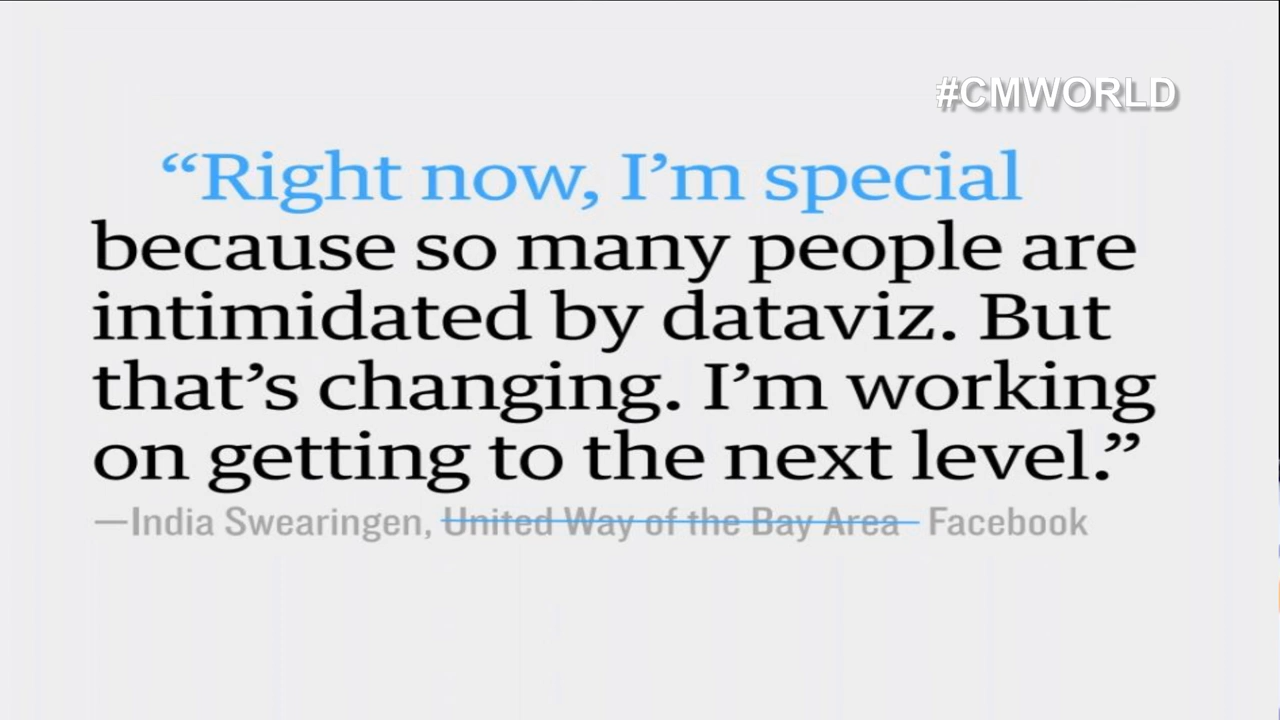 #CMWORLD
“Right now, I’m special
because so many people are
intimidated by dataviz. But
that’s changing. I’m working
on getting to the next level.”
—India Swearingen, United Way of the Bay Area Facebook